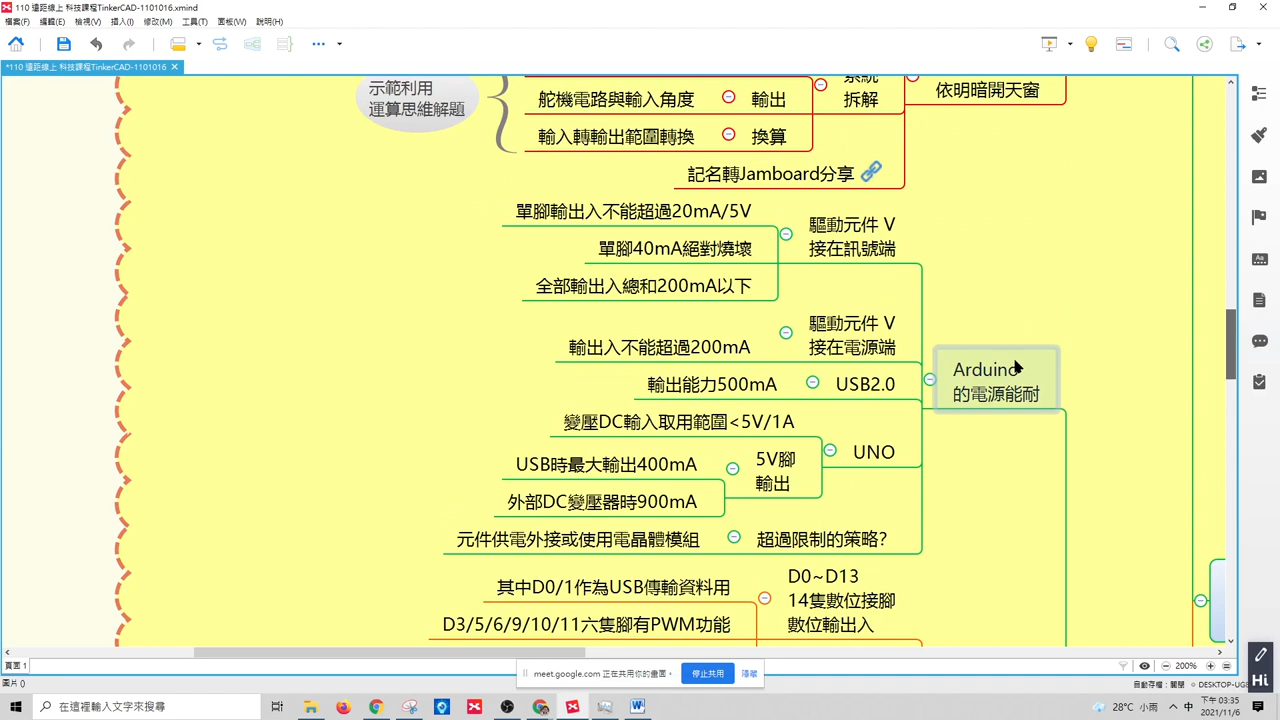 110 遠距線上 科技課程TinkerCAD-1101016.xmind
檔案(F) 編輯(E) 檢視(V) 插入(I) 修改(M) 工具(T) 面板(W) 說明(H)
*110 遠距線上 科技課程TinkerCAD-1101016
示範利用
運算思維解題
舵機電路與輸入角度
輸出
拆解
輸入轉輸出範圍轉換
換算
依明暗開天窗
記名轉Jamboard分享
單腳輸出入不能超過20mA/5V
單腳40mA絕對燒壞
全部輸出入總和200mA以下
驅動元件 V
接在訊號端
輸出入不能超過200mA
驅動元件 V
接在電源端
輸出能力500mA
USB2.0
Arduino
的電源能耐
變壓DC輸入取用範圍<5V/1A
UNO
USB時最大輸出400mA
外部DC變壓器時900mA
5V腳
輸出
元件供電外接或使用電晶體模組
超過限制的策略?
其中D0/1作為USB傳輸資料用
D3/5/6/9/10/11六隻腳有PWM功能
D0~D13
14隻數位接腳
數位輸出入
頁面 1
200%
meet.google.com 正在共用你的畫面。
停止共用
隱藏
圖片 ()
自動存檔：關閉
DESKTOP-UGE
Hi
在這裡輸入文字來搜尋
28°C 小雨
中
下午 03:35
2021/11/6